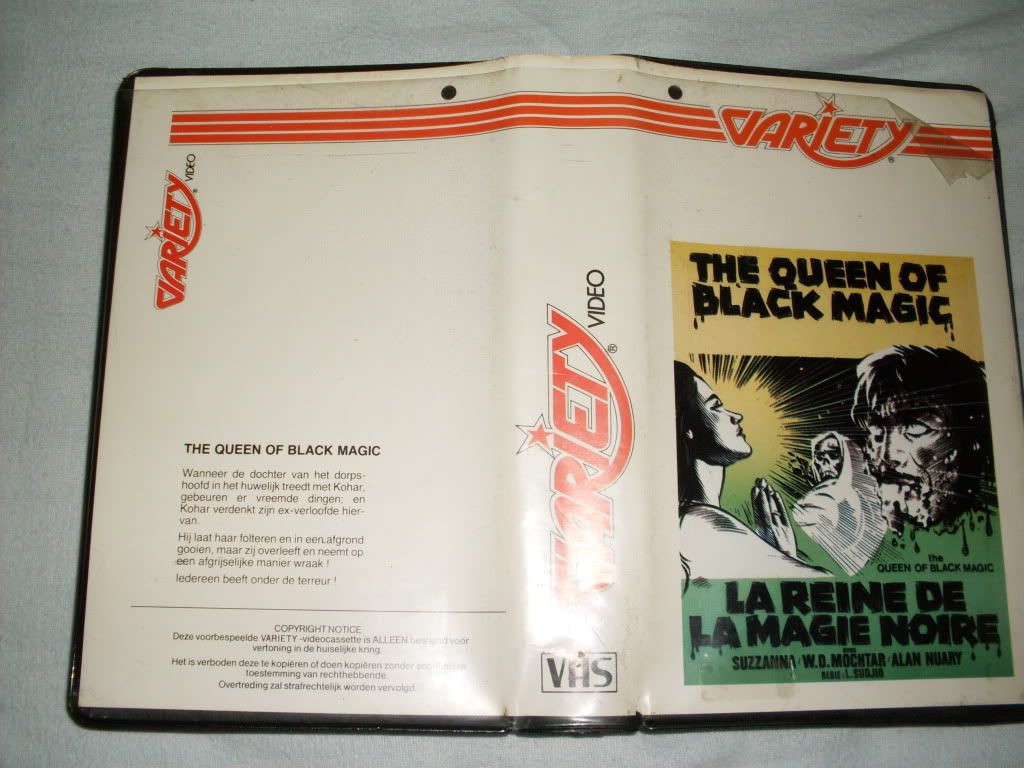 VARIETY® VIDEO
THE QUEEN OF BLACK MAGIC
Wanneer de dochter van het dorps-
hoofd in het huwelijk treedt met Kohar,
gebeuren er vreemde dingen; en
Kohar verdenkt zijn ex-verloofde hier-
van.
Hij laat haar folteren en in een afgrond
gooien, maar zij overleeft en neemt op
een afgrijselijke manier wraak !
Iedereen beeft onder de terreur !
COPYRIGHT NOTICE
Deze voorbespeelde VARIETY -videocassette is ALLEEN bestemd voor
vertoning in de huiselijke kring.
Het is verboden deze te kopiëren of doen kopiëren zonder
toestemming van rechthebbende.
Overtreding zal strafrechtelijk worden vervolgd.
VARIETY® VIDEO
VHS
VARIETY®
THE QUEEN OF
BLACK MAGIC
the
QUEEN OF BLACK MAGIC
LA REINE DE
LA MAGIE NOIRE
avec
SUZZANNA / W.D. MOCHTAR / ALAN NUARY
REGIE : L. SUDJIO